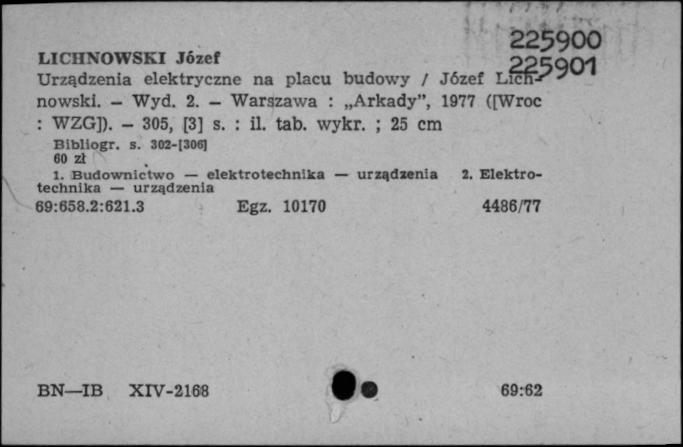 225900
LICHNOWSKI Józef
225901
Urządzenia elektryczne na placu budowy / Józef Lich-
nowski. — Wyd. 2. — Warszawa : „Arkady”, 1977 ([Wroc
: WZG]). — 305, [3] s. : il. tab. wykr. ; 25 cm
Bibliogr. s. 302-[306]
60 zł
1. Budownictwo — elektrotechnika — urządzenia 2. Elektro-
technika — urządzenia
69:658.2:621.3 Egz. 10170 4486/77
BN—IB XIV-2168 69:62